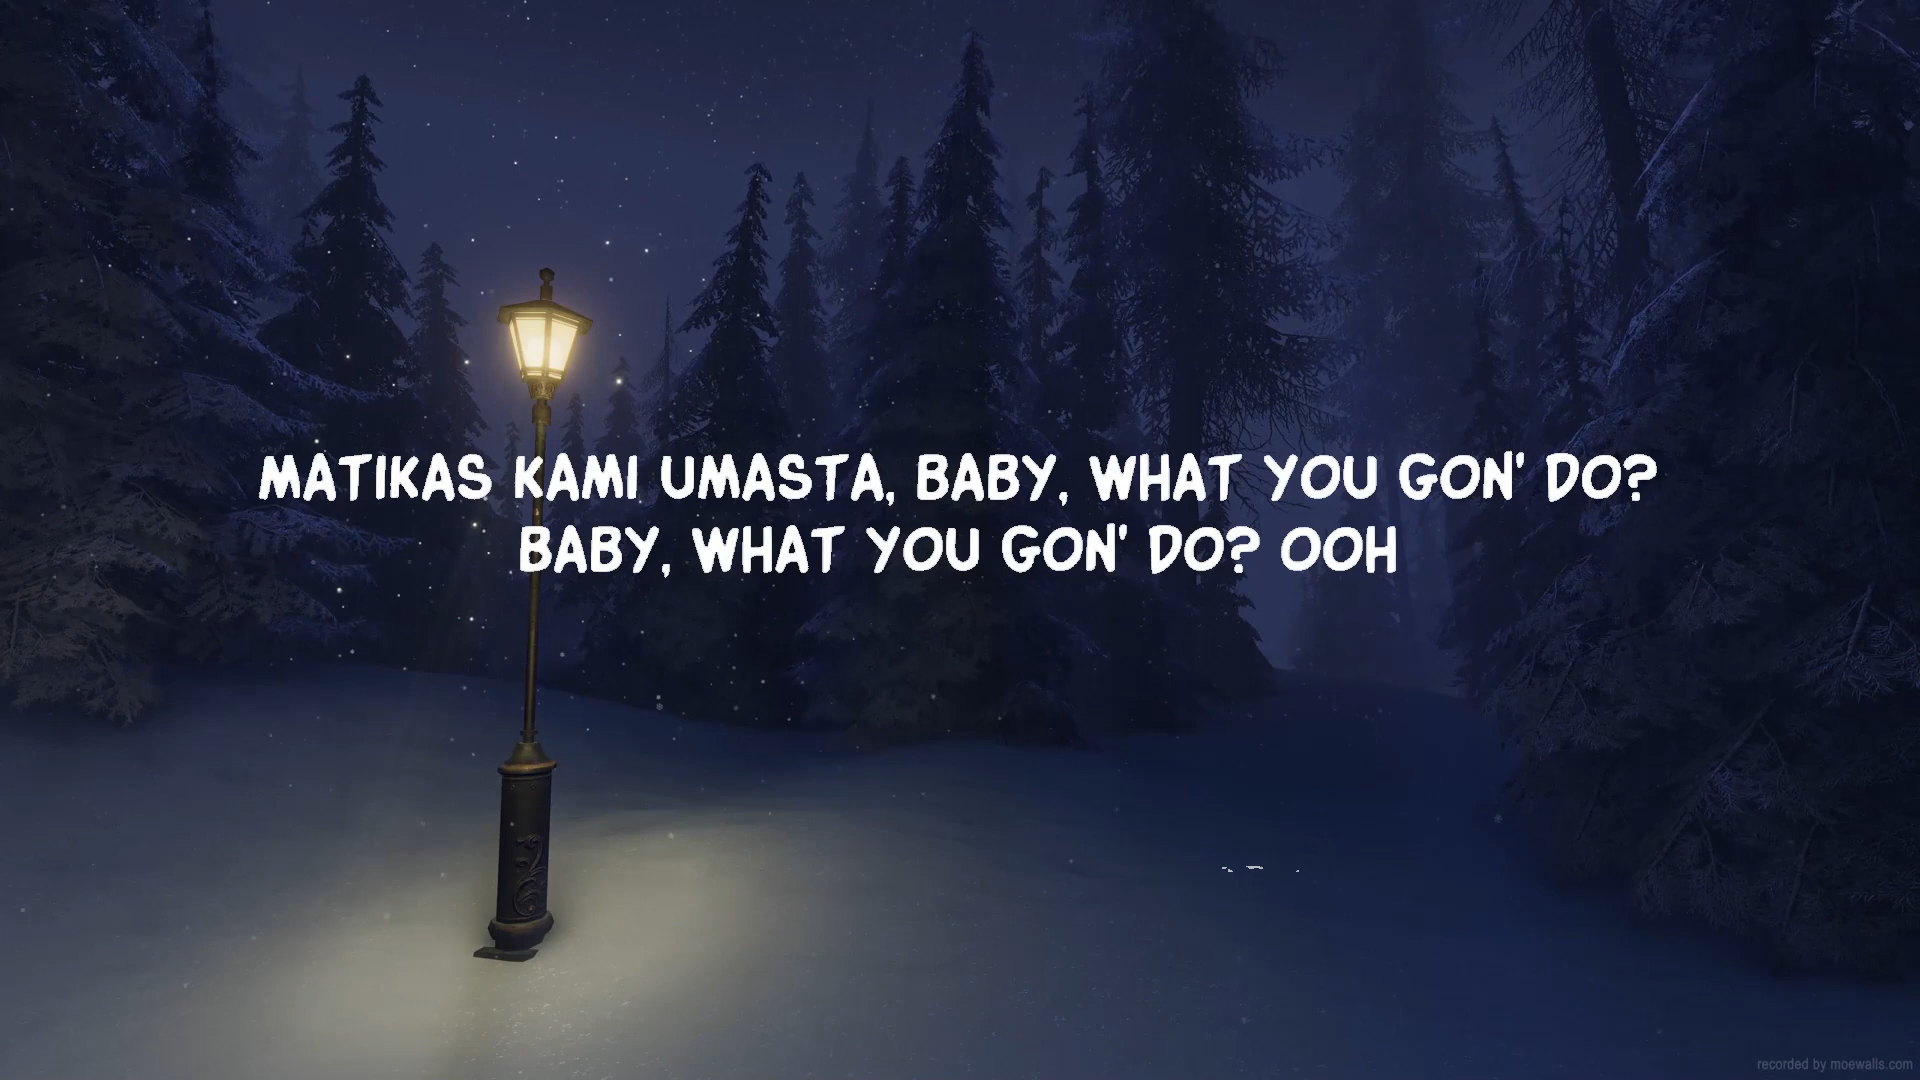 MATIKAS KAMI UMASTA, BABY, WHAT YOU GON' DO?
BABY, WHAT YOU GON' DO? OOH
recorded by moewalls.com